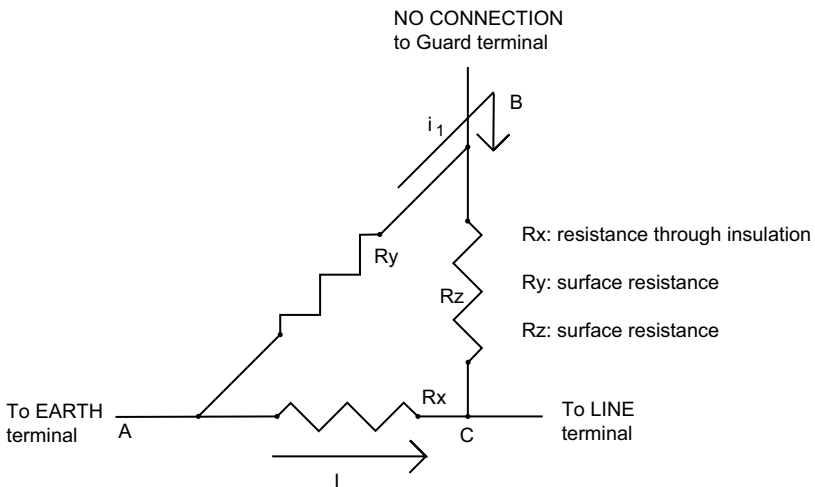 NO CONNECTION
to Guard terminal
B
i 1
Rx: resistance through insulation
Ry
Ry: surface resistance
Rz
Rz: surface resistance
To EARTH
terminal
A
Rx
C
To LINE
terminal
I